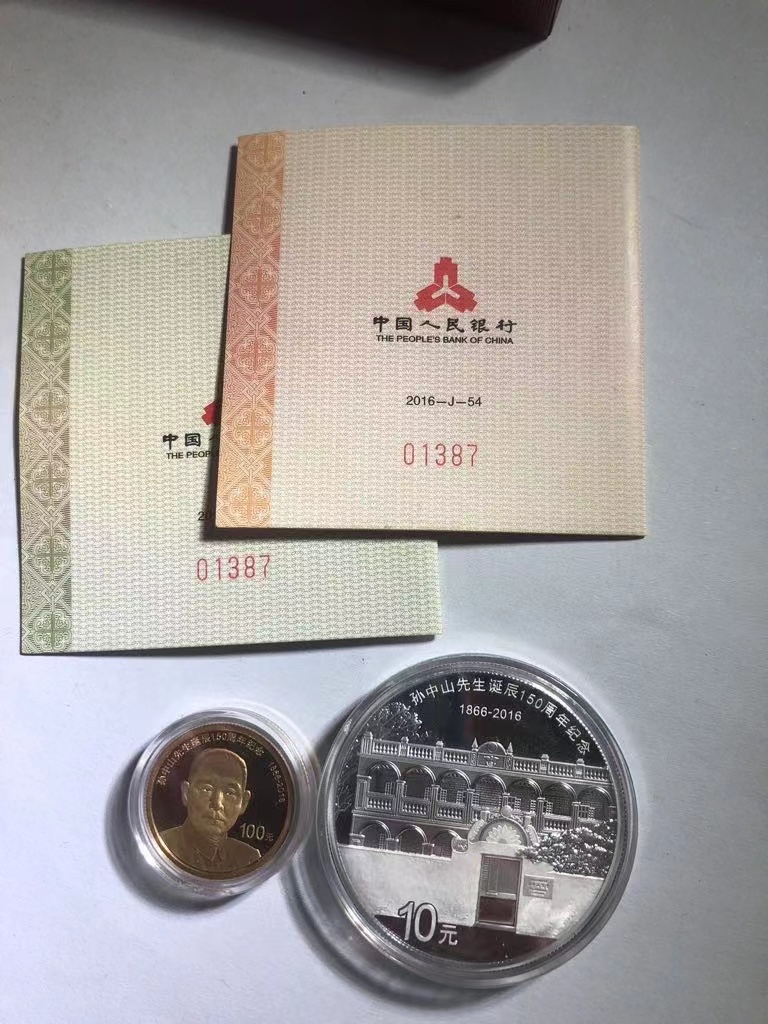 中国人民银行
THE PEOPLE'S BANK OF CHINA
2016-J-54
01387
中国
THE PEOP
20
01387
孙中山先生诞辰150周年纪念
1866-2016
100元
孙中山先生诞辰150周年纪念
1866-2016
10元